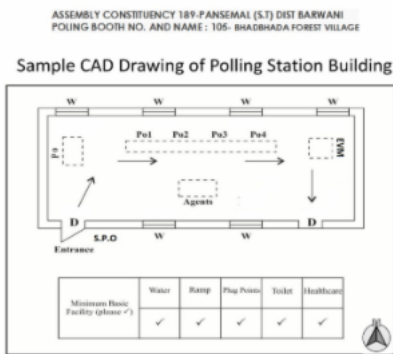 ASSEMBLY CONSTITUENCY 189-PANSEMAL (S.T) DIST BARWANI
POLING BOOTH NO. AND NAME : 106- BHADBHADA FOREST VILLAGE
Sample CAD Drawing of Polling Station Building
W W W W
Po1 Po2 Po3 Po4
Po
EVM
Agents
D D
S.P.O W W
Entrance
Water Ramp Plug Points Toilet Healthcare
Minimum Basic
Facility (please ✓) ✓ ✓ ✓ ✓ ✓
N